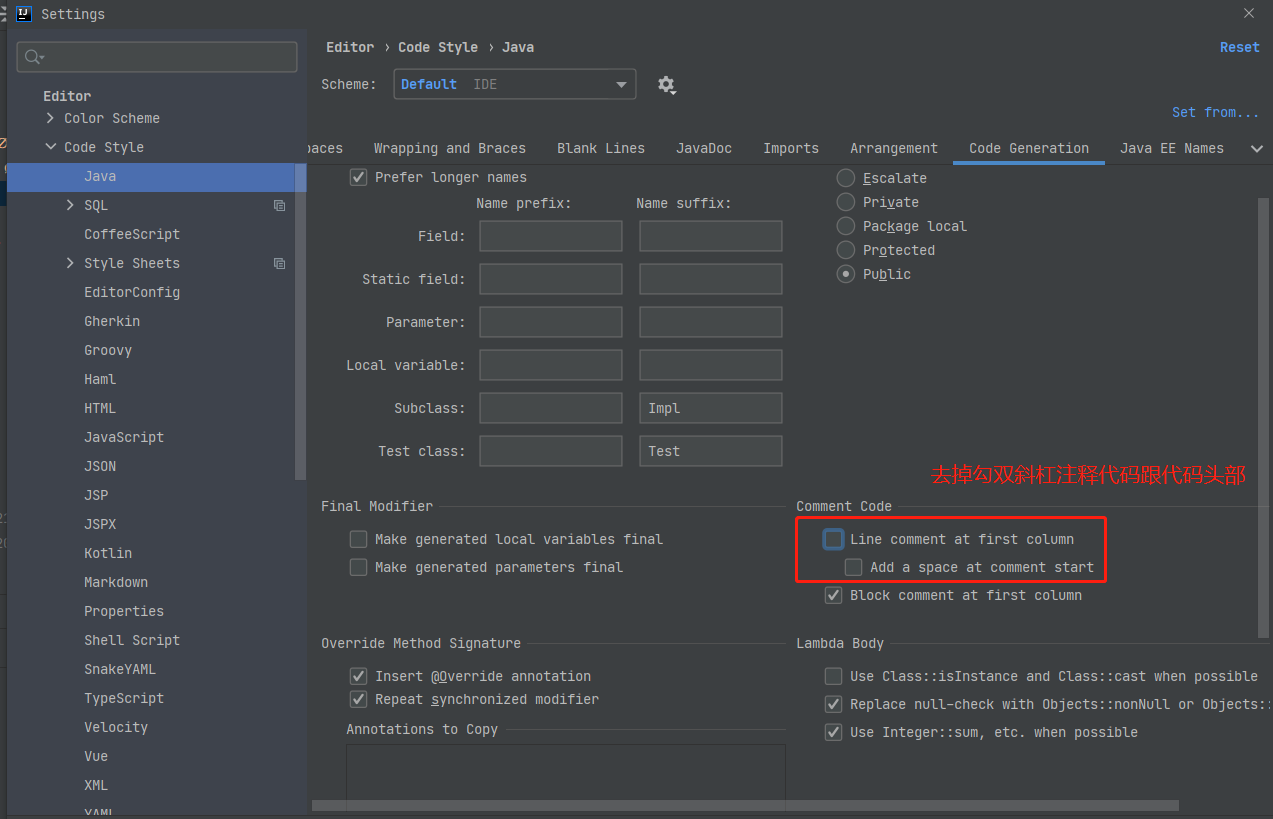 Settings
Editor › Code Style › Java
Reset
Scheme: Default IDE
Set from...
Editor
Color Scheme
Code Style
Java
SQL
CoffeeScript
Style Sheets
EditorConfig
Gherkin
Groovy
Haml
HTML
JavaScript
JSON
JSP
JSPX
Kotlin
Markdown
Properties
Shell Script
SnakeYAML
TypeScript
Velocity
Vue
XML
YAML
paces Wrapping and Braces Blank Lines JavaDoc Imports Arrangement Code Generation Java EE Names
Prefer longer names
Name prefix: Name suffix:
Field:
Static field:
Parameter:
Local variable:
Subclass: Impl
Test class: Test
Escalate
Private
Package local
Protected
Public
去掉勾双斜杠注释代码跟代码头部
Final Modifier
Make generated local variables final
Make generated parameters final
Comment Code
Line comment at first column
Add a space at comment start
Block comment at first column
Override Method Signature
Insert @Override annotation
Repeat synchronized modifier
Annotations to Copy
Lambda Body
Use Class::isInstance and Class::cast when possible
Replace null-check with Objects::nonNull or Objects::
Use Integer::sum, etc. when possible